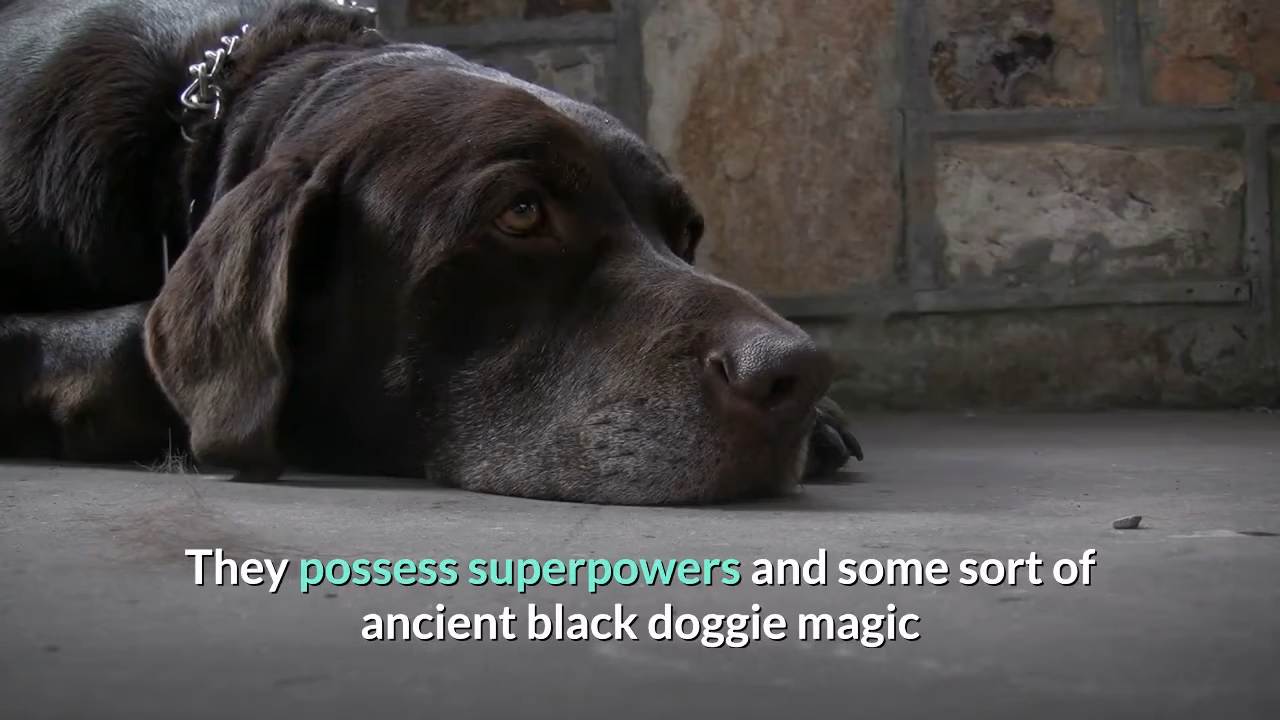 They possess superpowers and some sort of
ancient black doggie magic